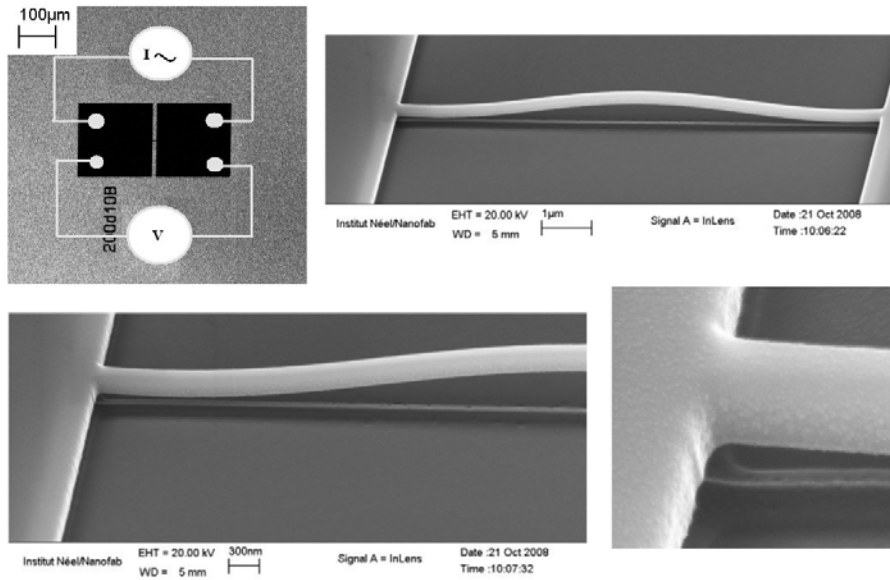 100µm
I ~
200d10B
V
Institut Néel/Nanofab EHT = 20.00 kV 1µm Signal A = InLens Date :21 Oct 2008
WD = 5 mm Time :10:06:22
Institut Néel/Nanofab EHT = 20.00 kV 300nm Signal A = InLens Date :21 Oct 2008
WD = 5 mm Time :10:07:32